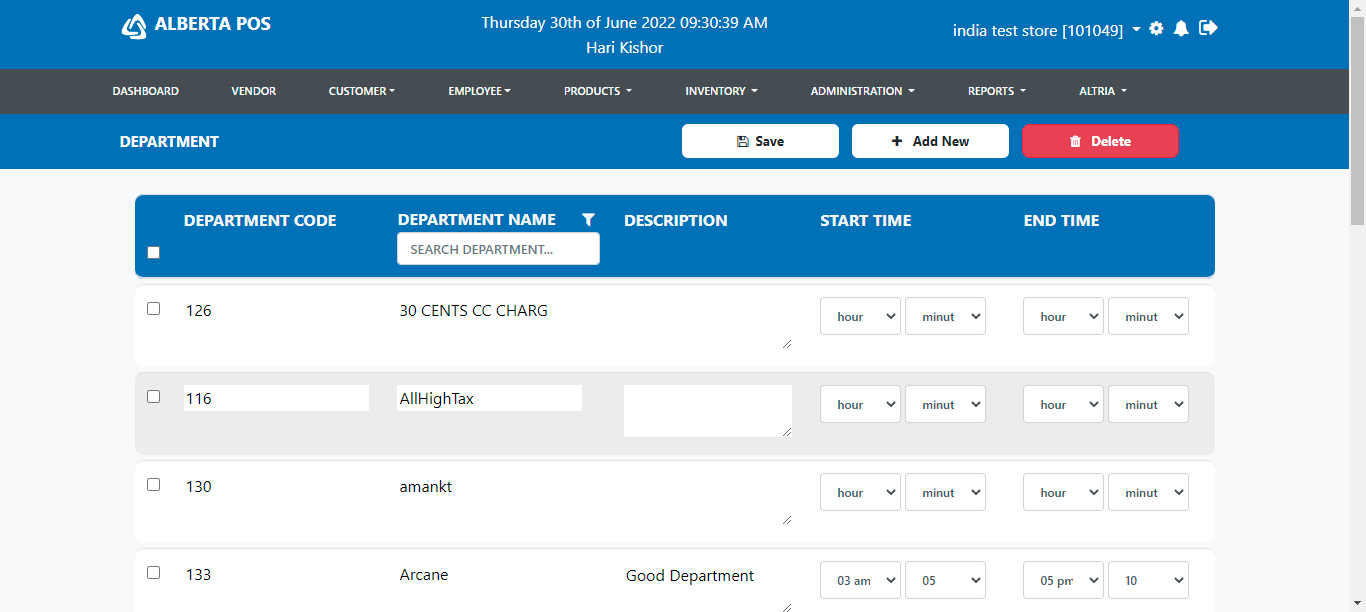 ALBERTA POS
Thursday 30th of June 2022 09:30:39 AM
Hari Kishor
india test store [101049]
DASHBOARD VENDOR CUSTOMER EMPLOYEE PRODUCTS INVENTORY ADMINISTRATION REPORTS ALTRIA
DEPARTMENT Save Add New Delete
DEPARTMENT CODE DEPARTMENT NAME DESCRIPTION START TIME END TIME
SEARCH DEPARTMENT...
126 30 CENTS CC CHARG hour minut hour minut
116 AllHighTax hour minut hour minut
130 amankt hour minut hour minut
133 Arcane Good Department 03 am 05 05 pm 10